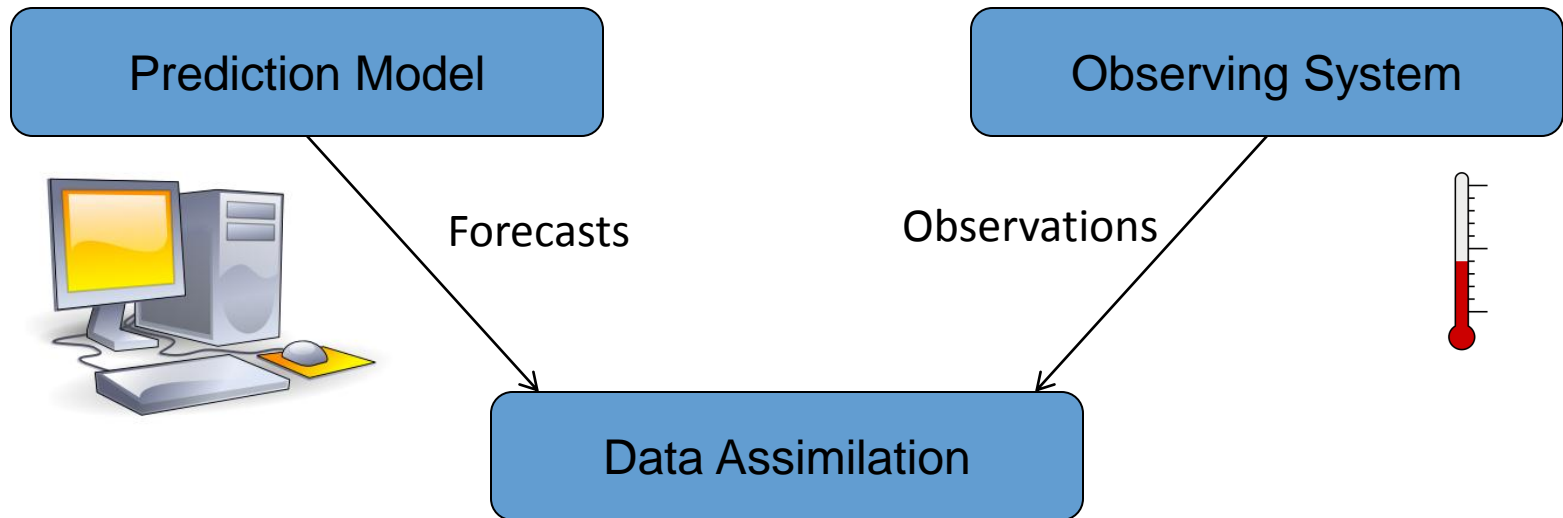 Prediction Model
Observing System
Forecasts
Observations
Data Assimilation